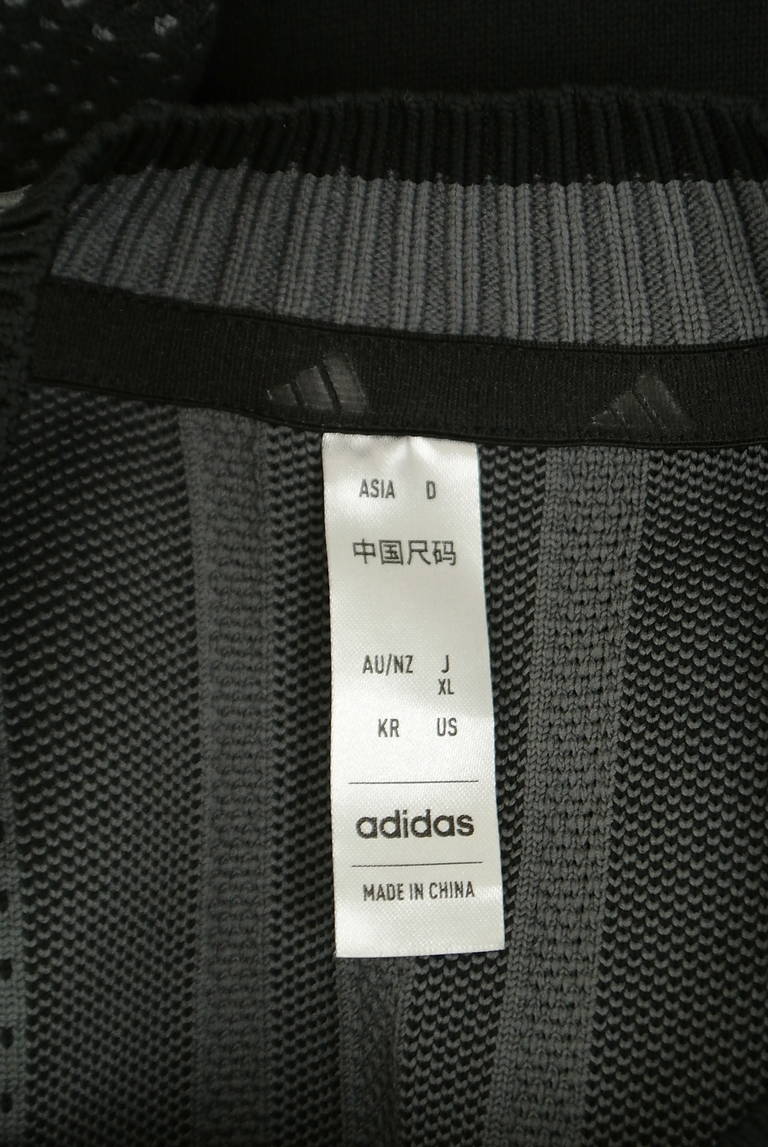 ASIA D
中国尺码
AU/NZ J
XL
KR US
adidas
MADE IN CHINA